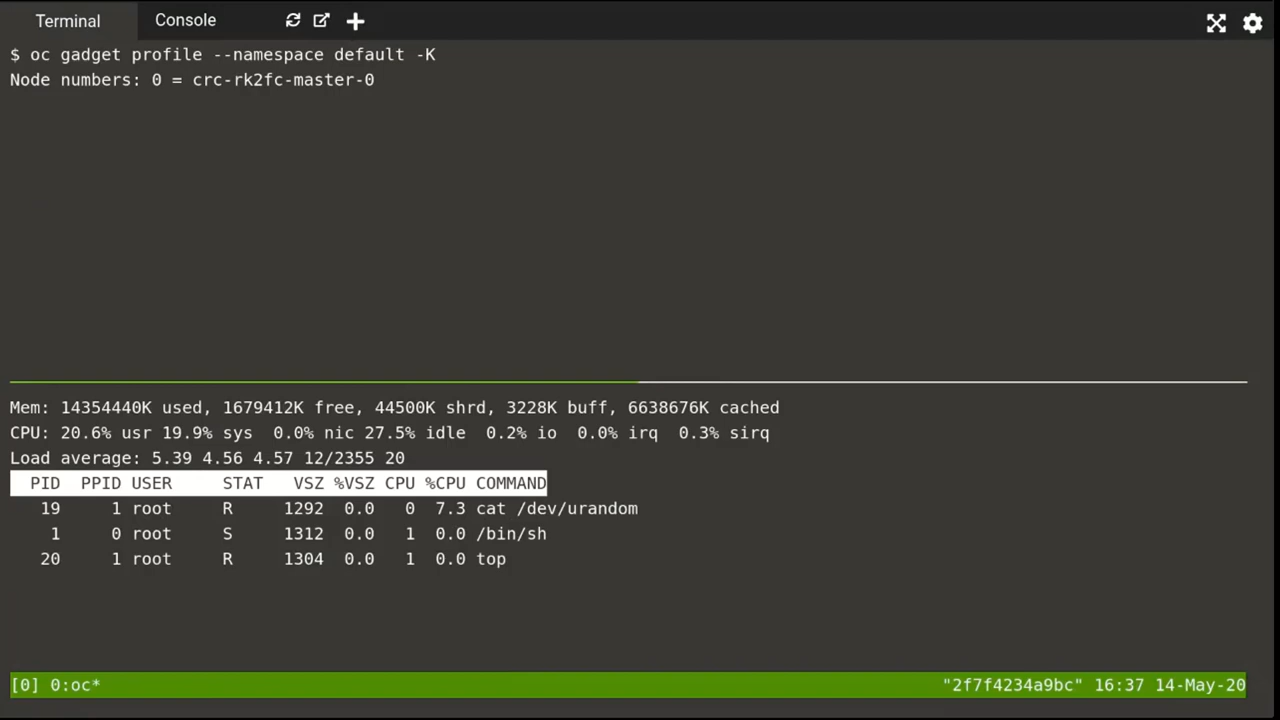 Terminal Console
$ oc gadget profile --namespace default -K
Node numbers: 0 = crc-rk2fc-master-0
Mem: 14354440K used, 1679412K free, 44500K shrd, 3228K buff, 6638676K cached
CPU: 20.6% usr 19.9% sys  0.0% nic 27.5% idle  0.2% io  0.0% irq  0.3% sirq
Load average: 5.39 4.56 4.57 12/2355 20
PID  PPID USER     STAT   VSZ %VSZ CPU %CPU COMMAND
19     1 root     R     1292  0.0   0  7.3 cat /dev/urandom
1     0 root     S     1312  0.0   1  0.0 /bin/sh
20     1 root     R     1304  0.0   1  0.0 top
[0] 0:oc* "2f7f4234a9bc" 16:37 14-May-20